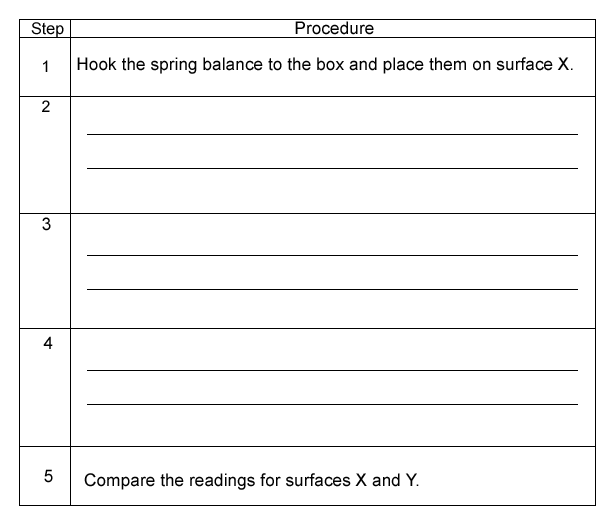 Step Procedure
1 Hook the spring balance to the box and place them on surface X.
2
3
4
5 Compare the readings for surfaces X and Y.